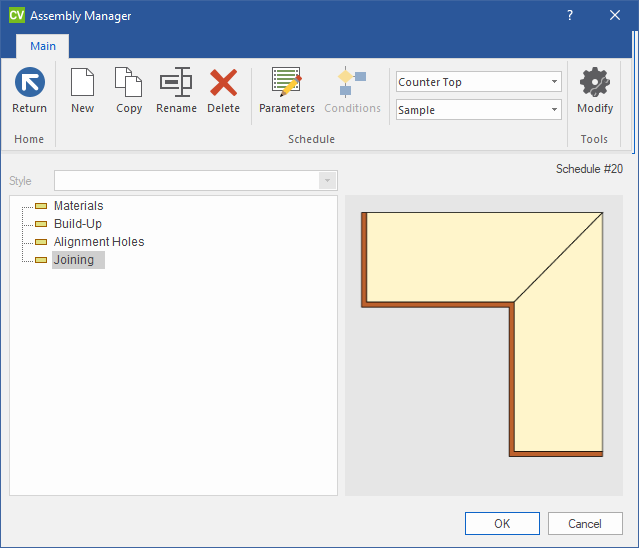 CV Assembly Manager ?
Main
Return New Copy Rename Delete Parameters Conditions Counter Top Sample Modify
Home Schedule Tools
Schedule #20
Style
Materials
Build-Up
Alignment Holes
Joining
OK Cancel